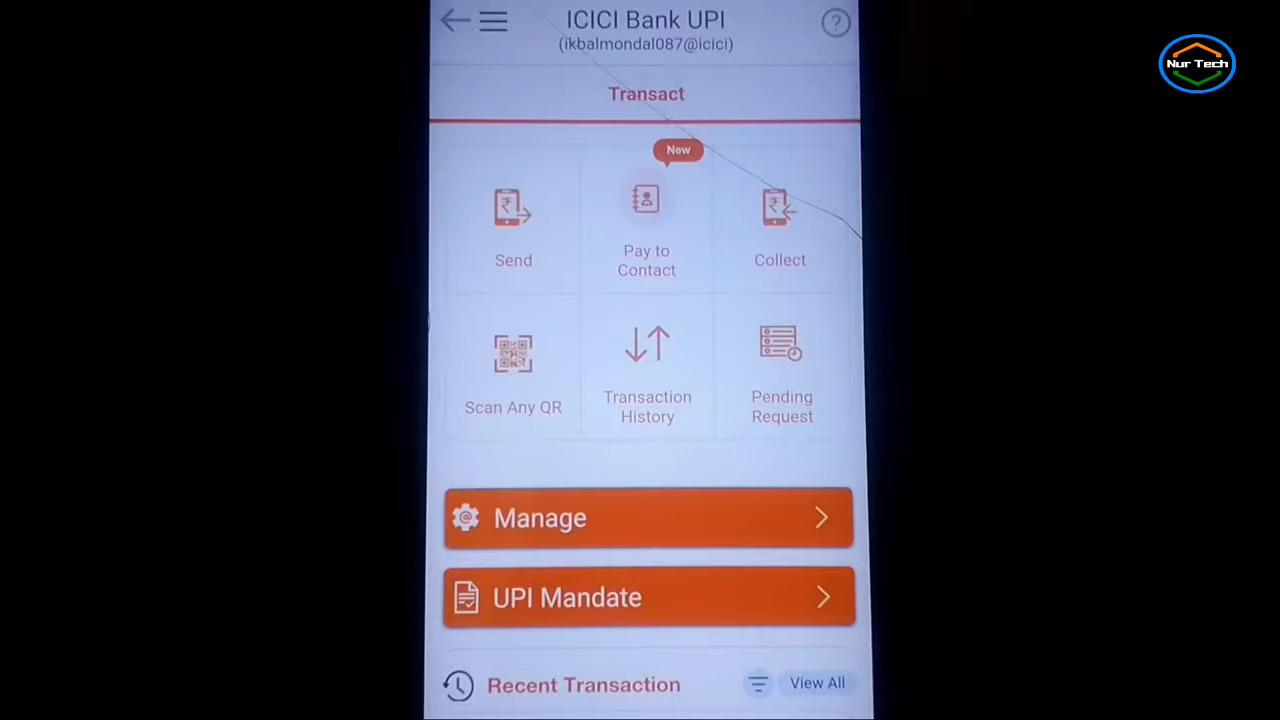 ICICI Bank UPI
(ikbalmondal087@icici)
?
Nur Tech
Transact
New
Send
Pay to
Contact
Collect
Scan Any QR
Transaction
History
Pending
Request
Manage
UPI Mandate
Recent Transaction
View All